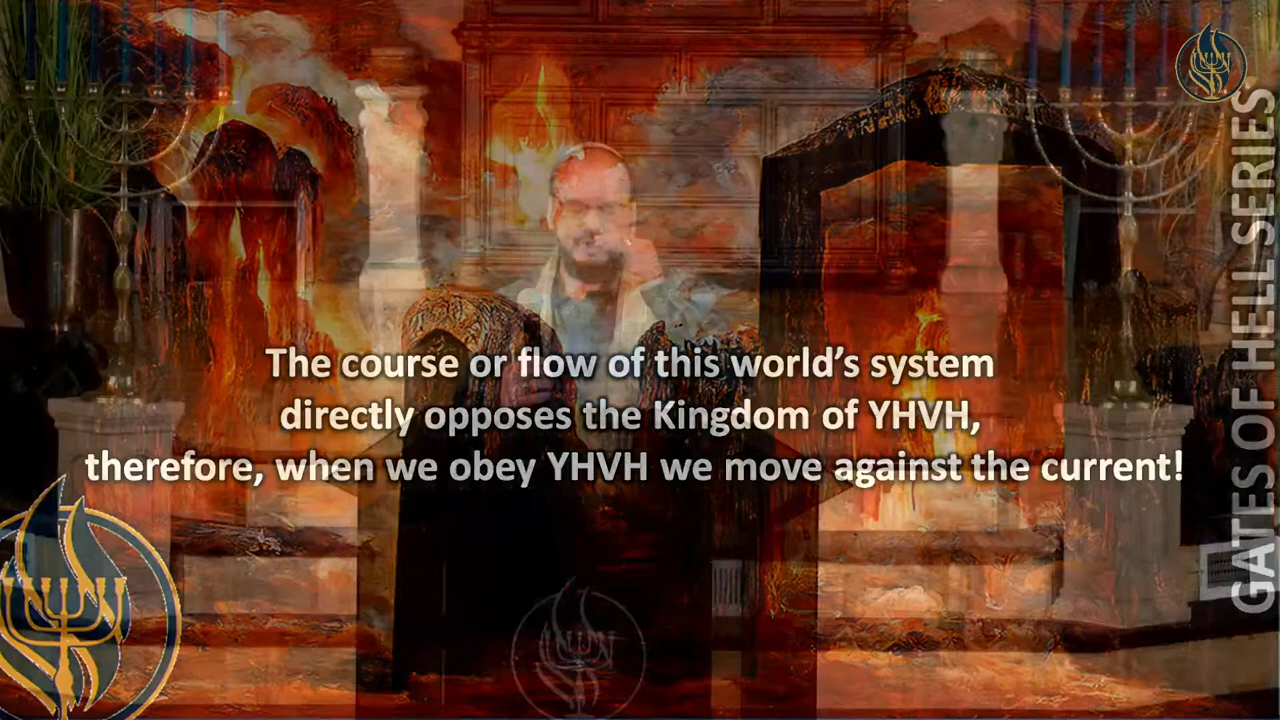 The course or flow of this world’s system
directly opposes the Kingdom of YHVH,
therefore, when we obey YHVH we move against the current!
GATES OF HELL SERIES